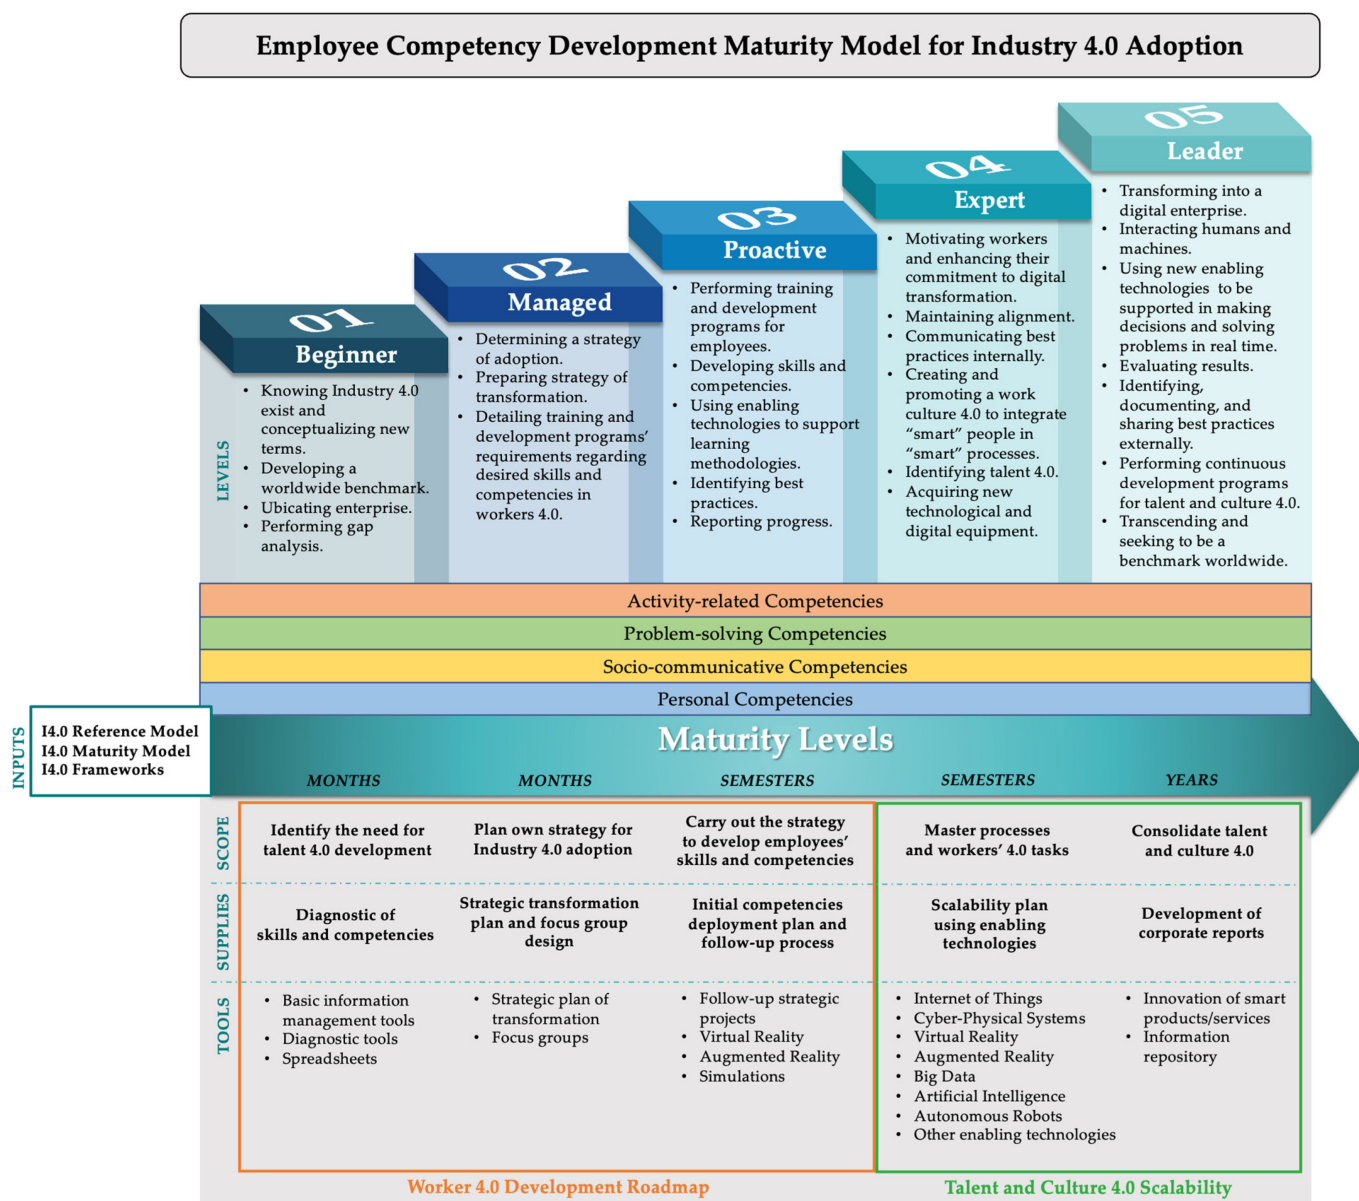 Employee Competency Development Maturity Model for Industry 4.0 Adoption
01
Beginner
• Knowing Industry 4.0
exist and
conceptualizing new
terms.
• Developing a
worldwide benchmark.
• Ubicating enterprise.
• Performing gap
analysis.
02
Managed
• Determining a strategy
of adoption.
• Preparing strategy of
transformation.
• Detailing training and
development programs’
requirements regarding
desired skills and
competencies in
workers 4.0.
03
Proactive
• Performing training
and development
programs for
employees.
• Developing skills and
competencies.
• Using enabling
technologies to support
learning
methodologies.
• Identifying best
practices.
• Reporting progress.
04
Expert
• Motivating workers
and enhancing their
commitment to digital
transformation.
• Maintaining alignment.
• Communicating best
practices internally.
• Creating and
promoting a work
culture 4.0 to integrate
“smart” people in
“smart” processes.
• Identifying talent 4.0.
• Acquiring new
technological and
digital equipment.
05
Leader
• Transforming into a
digital enterprise.
• Interacting humans and
machines.
• Using new enabling
technologies to be
supported in making
decisions and solving
problems in real time.
• Evaluating results.
• Identifying,
documenting, and
sharing best practices
externally.
• Performing continuous
development programs
for talent and culture 4.0.
• Transcending and
seeking to be a
benchmark worldwide.
LEVELS
Activity-related Competencies
Problem-solving Competencies
Socio-communicative Competencies
Personal Competencies
INPUTS
I4.0 Reference Model
I4.0 Maturity Model
I4.0 Frameworks
Maturity Levels
MONTHS
MONTHS
SEMESTERS
SEMESTERS
YEARS
SCOPE
Identify the need for
talent 4.0 development
Plan own strategy for
Industry 4.0 adoption
Carry out the strategy
to develop employees’
skills and competencies
Master processes
and workers’ 4.0 tasks
Consolidate talent
and culture 4.0
SUPPLIES
Diagnostic of
skills and competencies
Strategic transformation
plan and focus group
design
Initial competencies
deployment plan and
follow-up process
Scalability plan
using enabling
technologies
Development of
corporate reports
TOOLS
• Basic information
management tools
• Diagnostic tools
• Spreadsheets
• Strategic plan of
transformation
• Focus groups
• Follow-up strategic
projects
• Virtual Reality
• Augmented Reality
• Simulations
• Internet of Things
• Cyber-Physical Systems
• Virtual Reality
• Augmented Reality
• Big Data
• Artificial Intelligence
• Autonomous Robots
• Other enabling technologies
• Innovation of smart
products/services
• Information
repository
Worker 4.0 Development Roadmap
Talent and Culture 4.0 Scalability